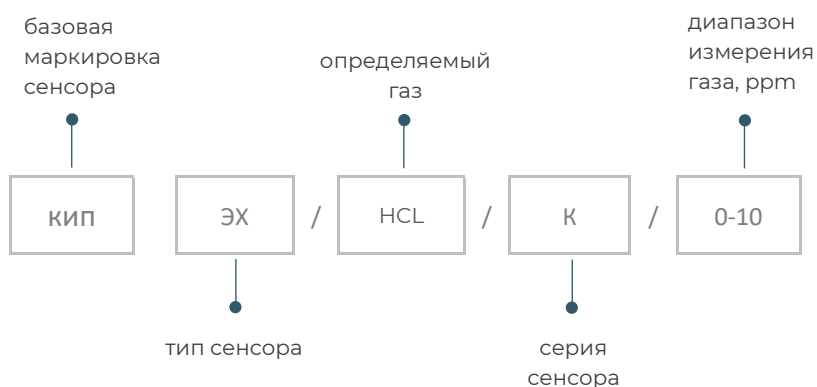 базовая
маркировка
сенсора
определяемый
газ
диапазон
измерения
газа, ppm
кип ЭХ / HCL / К / 0-10
тип сенсора
серия
сенсора